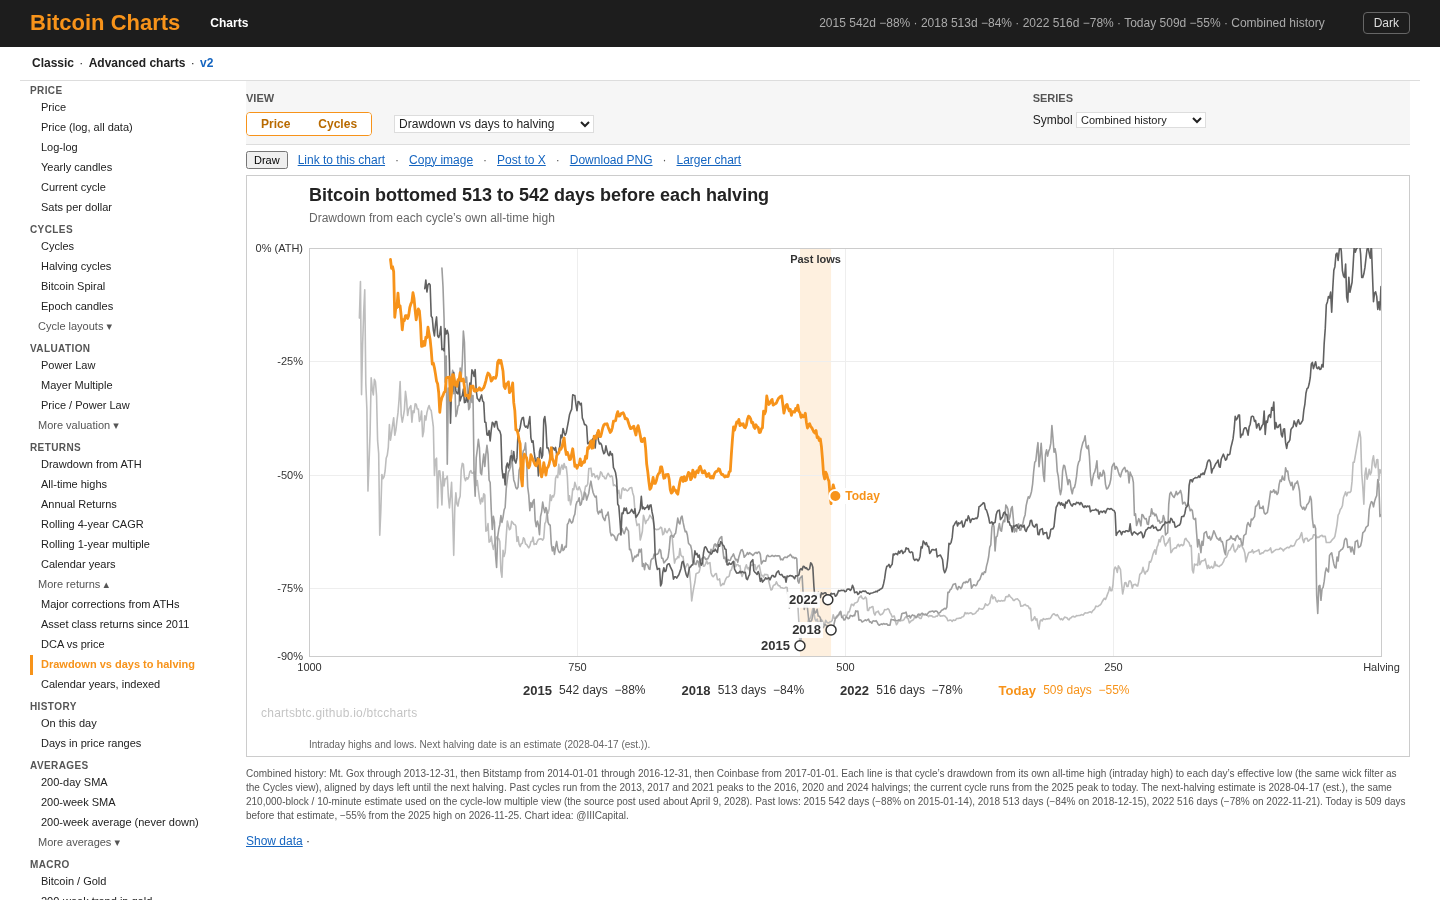 Bitcoin Charts
Charts
2015 542d −88% · 2018 513d −84% · 2022 516d −78% · Today 509d −55% · Combined history
Dark
Classic · Advanced charts · v2
PRICE
Price
Price (log, all data)
Log-log
Yearly candles
Current cycle
Sats per dollar
CYCLES
Cycles
Halving cycles
Bitcoin Spiral
Epoch candles
Cycle layouts ▾
VALUATION
Power Law
Mayer Multiple
Price / Power Law
More valuation ▾
RETURNS
Drawdown from ATH
All-time highs
Annual Returns
Rolling 4-year CAGR
Rolling 1-year multiple
Calendar years
More returns ▴
Major corrections from ATHs
Asset class returns since 2011
DCA vs price
Drawdown vs days to halving
Calendar years, indexed
HISTORY
On this day
Days in price ranges
AVERAGES
200-day SMA
200-week SMA
200-week average (never down)
More averages ▾
MACRO
Bitcoin / Gold
VIEW
Price Cycles
Drawdown vs days to halving
SERIES
Symbol Combined history
Draw
Link to this chart · Copy image · Post to X · Download PNG · Larger chart
Bitcoin bottomed 513 to 542 days before each halving
Drawdown from each cycle's own all-time high
0% (ATH)
-25%
-50%
-75%
-90%
Past lows
Today
2022
2018
2015
1000
750
500
250
Halving
2015 542 days −88%
2018 513 days −84%
2022 516 days −78%
Today 509 days −55%
chartsbtc.github.io/btccharts
Intraday highs and lows. Next halving date is an estimate (2028-04-17 (est.)).
Combined history: Mt. Gox through 2013-12-31, then Bitstamp from 2014-01-01 through 2016-12-31, then Coinbase from 2017-01-01. Each line is that cycle's drawdown from its own all-time high (intraday high) to each day's effective low (the same wick filter as
the Cycles view), aligned by days left until the next halving. Past cycles run from the 2013, 2017 and 2021 peaks to the 2016, 2020 and 2024 halvings; the current cycle runs from the 2025 peak to today. The next-halving estimate is 2028-04-17 (est.), the same
210,000-block / 10-minute estimate used on the cycle-low multiple view (the source post used about April 9, 2028). Past lows: 2015 542 days (−88% on 2015-01-14), 2018 513 days (−84% on 2018-12-15), 2022 516 days (−78% on 2022-11-21). Today is 509 days
before that estimate, −55% from the 2025 high on 2026-11-25. Chart idea: @IIICapital.
Show data ·